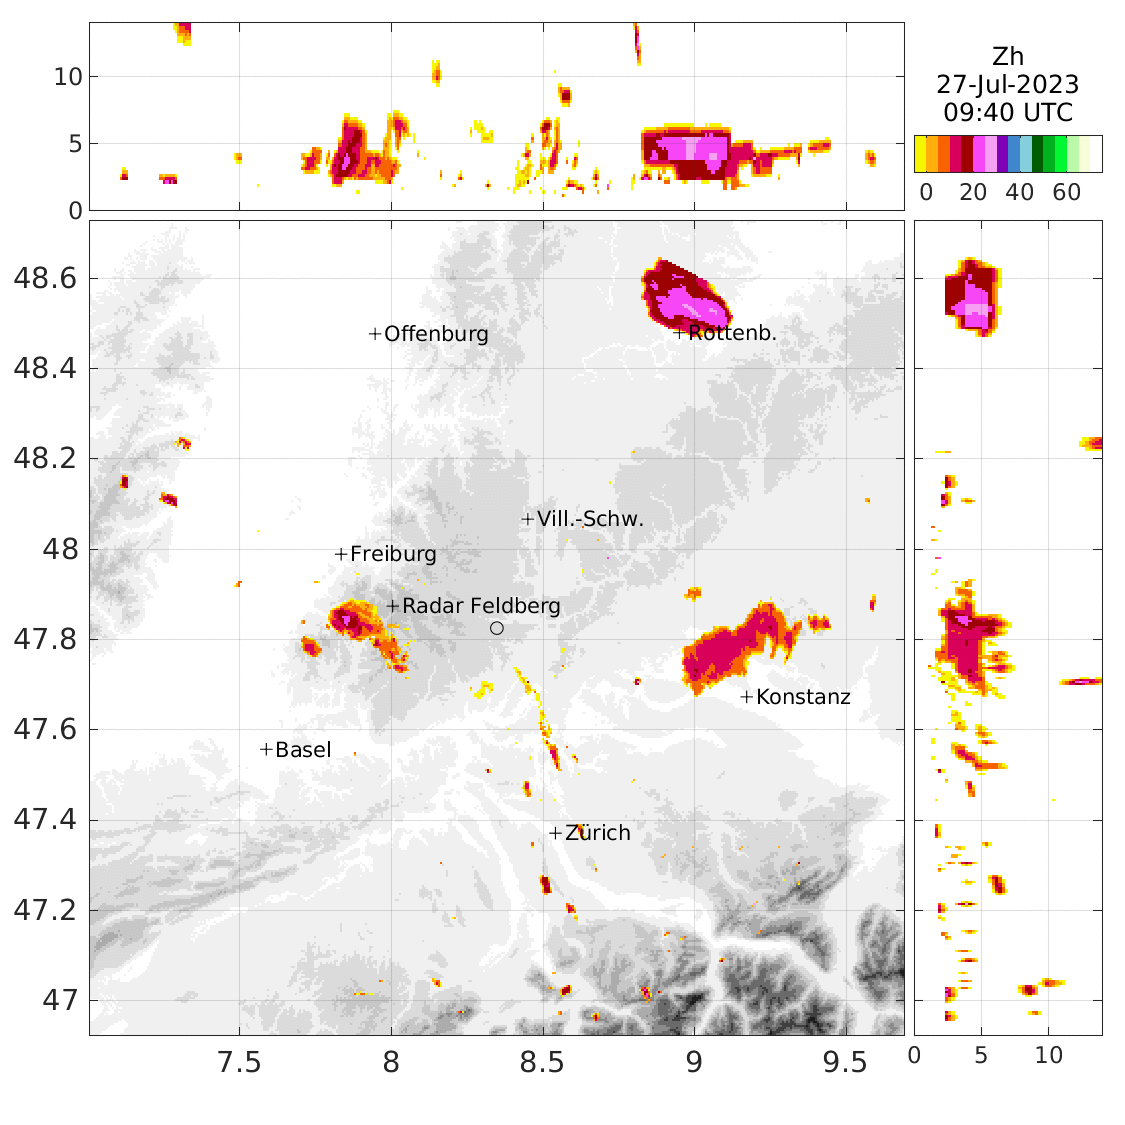 10
5
0
Zh
27-Jul-2023
09:40 UTC
0 20 40 60
48.6
48.4
48.2
48
47.8
47.6
47.4
47.2
47
Offenburg
Rottenb.
Vill.-Schw.
Freiburg
Radar Feldberg
Konstanz
Basel
Zürich
7.5 8 8.5 9 9.5
0 5 10